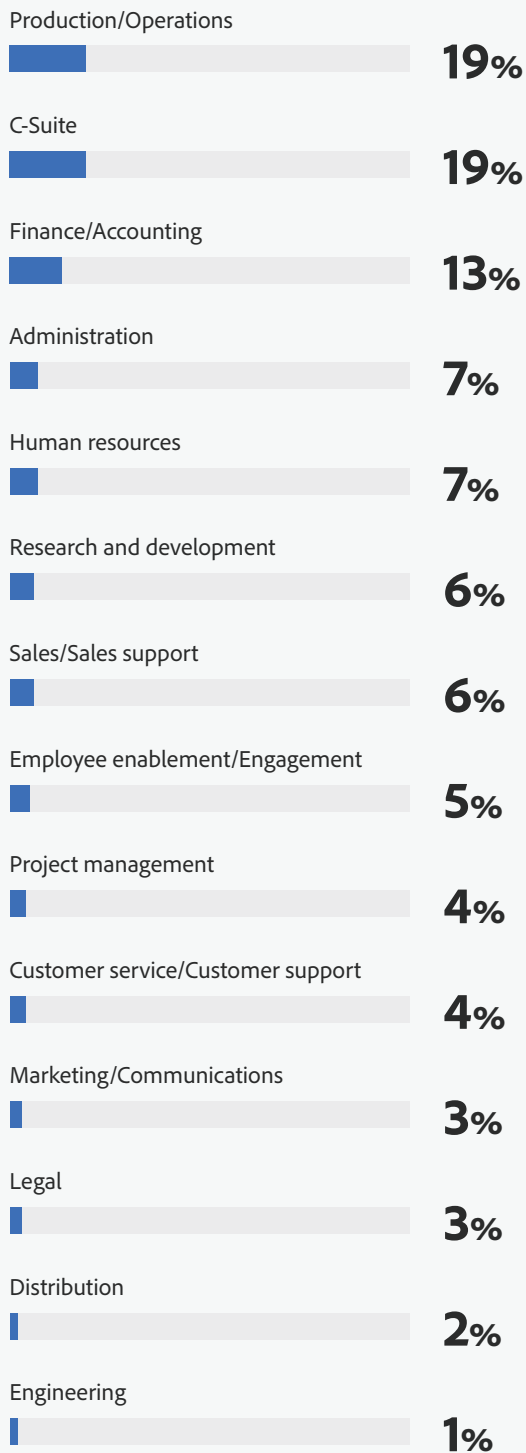 Production/Operations
19%
C-Suite
19%
Finance/Accounting
13%
Administration
7%
Human resources
7%
Research and development
6%
Sales/Sales support
6%
Employee enablement/Engagement
5%
Project management
4%
Customer service/Customer support
4%
Marketing/Communications
3%
Legal
3%
Distribution
2%
Engineering
1%